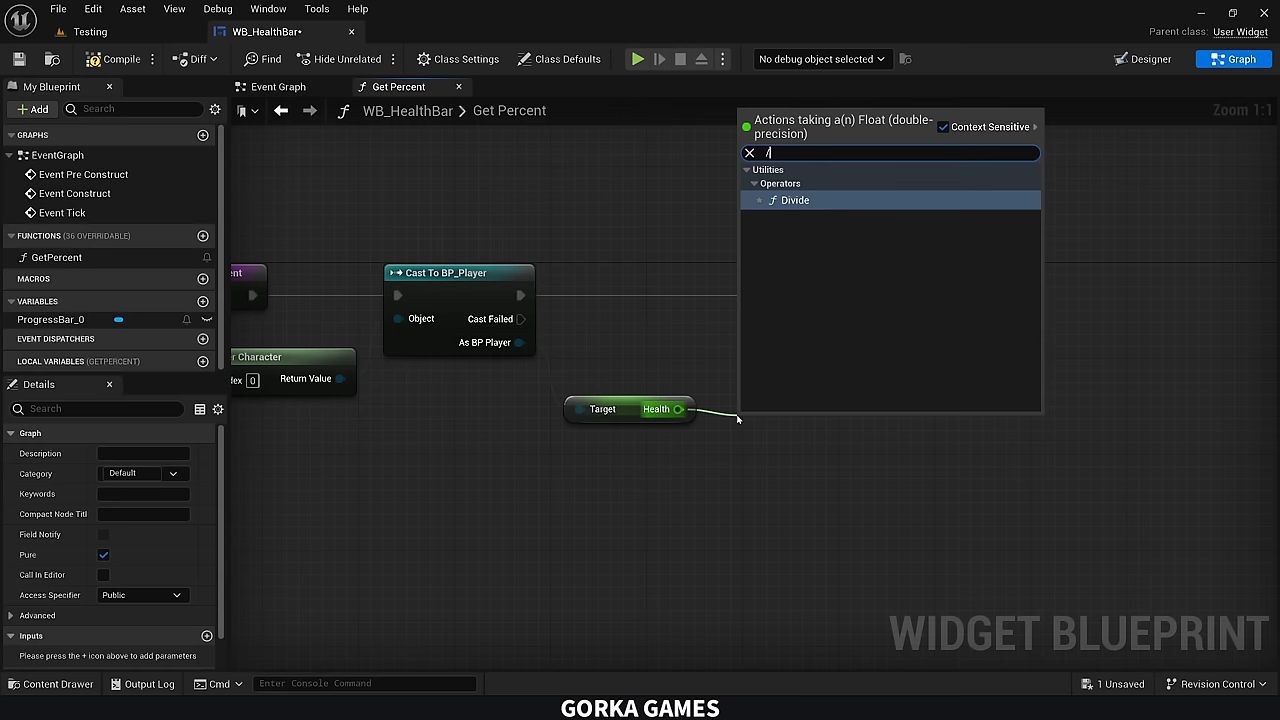 File Edit Asset View Debug Window Tools Help
Testing WB_HealthBar*
Parent class: User Widget
Compile Diff Find Hide Unrelated Class Settings Class Defaults No debug object selected Designer Graph
My Blueprint Event Graph Get Percent
Add Search WB_HealthBar > Get Percent Zoom 1:1
GRAPHS
EventGraph
Event Pre Construct
Event Construct
Event Tick
FUNCTIONS (36 OVERRIDABLE)
GetPercent
MACROS
VARIABLES
ProgressBar_0
EVENT DISPATCHERS
LOCAL VARIABLES (GETPERCENT)
Details
Search
Graph
Description
Category Default
Keywords
Compact Node Titl
Field Notify
Pure
Call In Editor
Access Specifier Public
Advanced
Inputs
Please press the + icon above to add parameters
ent
Cast To BP_Player
Object Cast Failed
As BP Player
r Character
dex 0 Return Value
Target Health
Actions taking a(n) Float (double-
precision)
Context Sensitive
/
Utilities
Operators
Divide
WIDGET BLUEPRINT
Content Drawer Output Log Cmd Enter Console Command 1 Unsaved Revision Control
GORKA GAMES